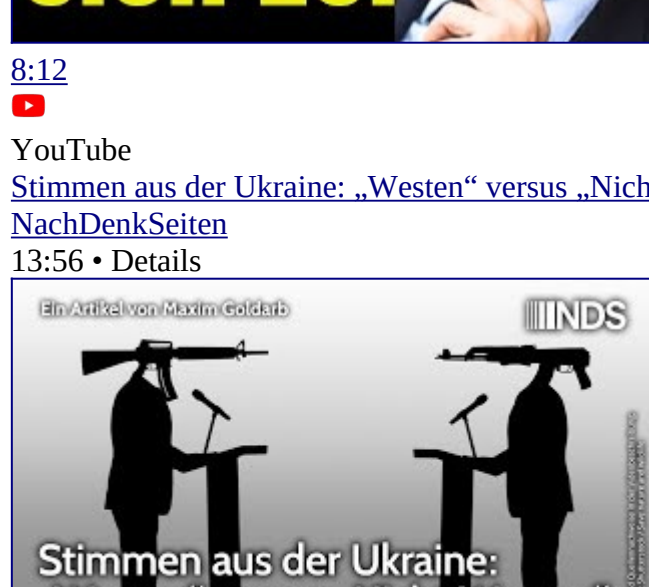 8:12
YouTube
Stimmen aus der Ukraine: „Westen“ versus „Nich
NachDenkSeiten
13:56 • Details
Ein Artikel von Maxim Goldarb
NDS
Stimmen aus der Ukraine: